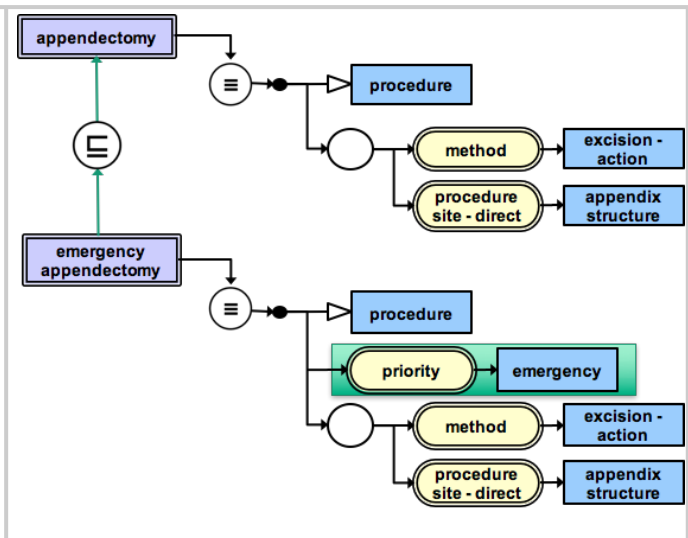 appendectomy
≡
procedure
⊑
method
excision -
action
procedure
site - direct
appendix
structure
emergency
appendectomy
≡
procedure
priority
emergency
method
excision -
action
procedure
site - direct
appendix
structure